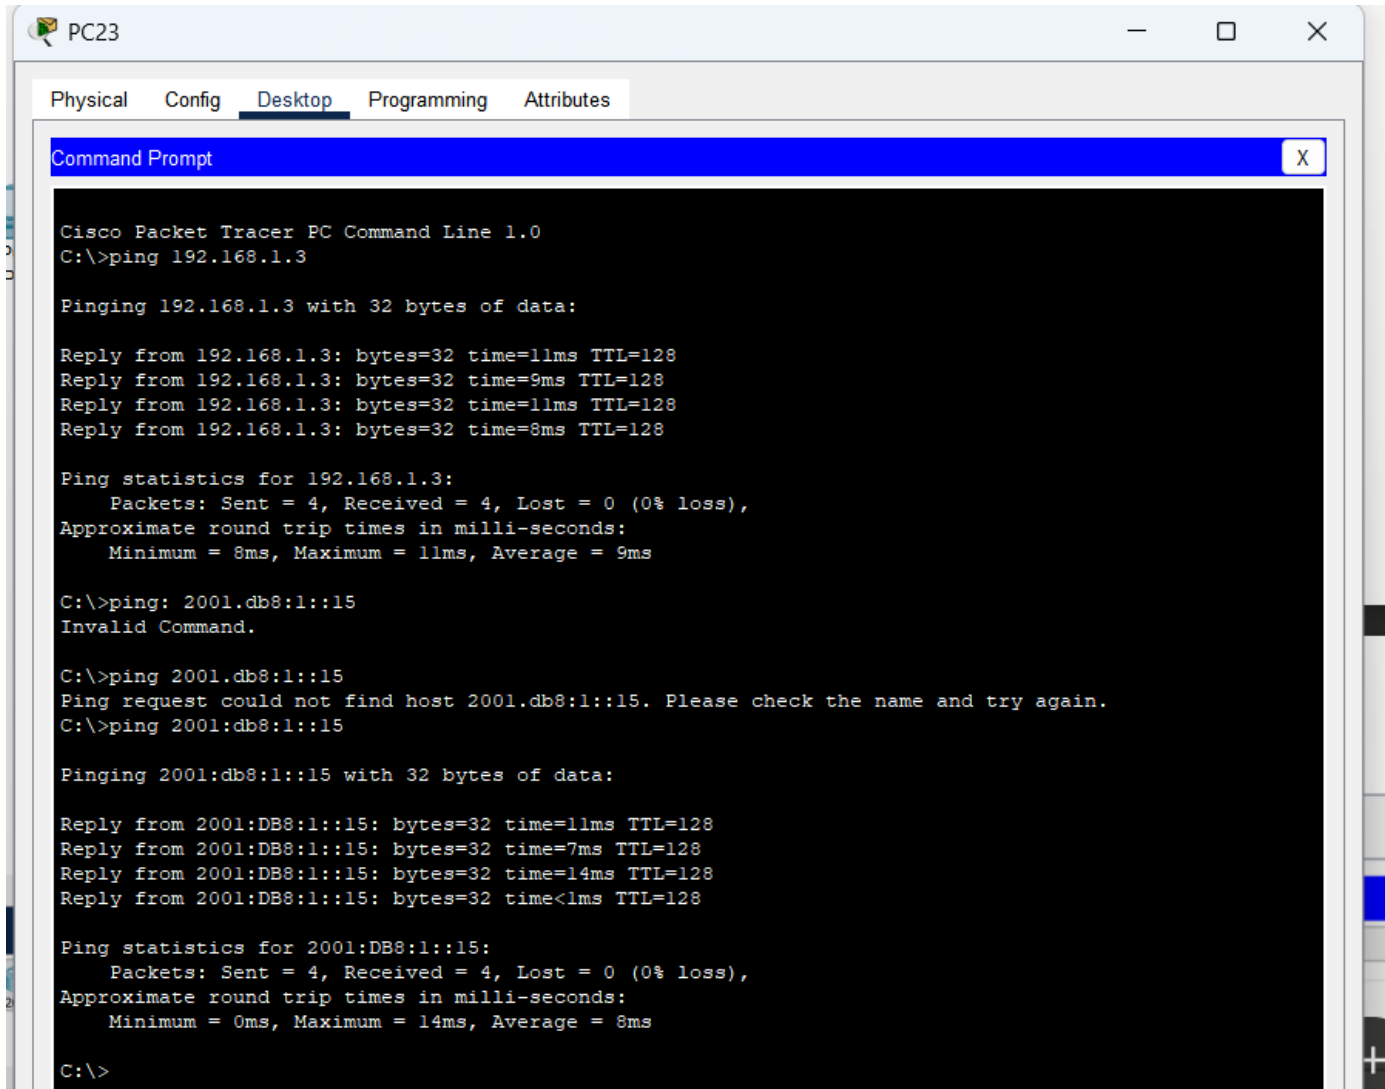 PC23
Physical Config Desktop Programming Attributes
Command Prompt
X
Cisco Packet Tracer PC Command Line 1.0
C:\>ping 192.168.1.3
Pinging 192.168.1.3 with 32 bytes of data:
Reply from 192.168.1.3: bytes=32 time=11ms TTL=128
Reply from 192.168.1.3: bytes=32 time=9ms TTL=128
Reply from 192.168.1.3: bytes=32 time=11ms TTL=128
Reply from 192.168.1.3: bytes=32 time=8ms TTL=128
Ping statistics for 192.168.1.3:
Packets: Sent = 4, Received = 4, Lost = 0 (0% loss),
Approximate round trip times in milli-seconds:
Minimum = 8ms, Maximum = 11ms, Average = 9ms
C:\>ping: 2001.db8:1::15
Invalid Command.
C:\>ping 2001.db8:1::15
Ping request could not find host 2001.db8:1::15. Please check the name and try again.
C:\>ping 2001:db8:1::15
Pinging 2001:db8:1::15 with 32 bytes of data:
Reply from 2001:DB8:1::15: bytes=32 time=11ms TTL=128
Reply from 2001:DB8:1::15: bytes=32 time=7ms TTL=128
Reply from 2001:DB8:1::15: bytes=32 time=14ms TTL=128
Reply from 2001:DB8:1::15: bytes=32 time<1ms TTL=128
Ping statistics for 2001:DB8:1::15:
Packets: Sent = 4, Received = 4, Lost = 0 (0% loss),
Approximate round trip times in milli-seconds:
Minimum = 0ms, Maximum = 14ms, Average = 8ms
C:\>